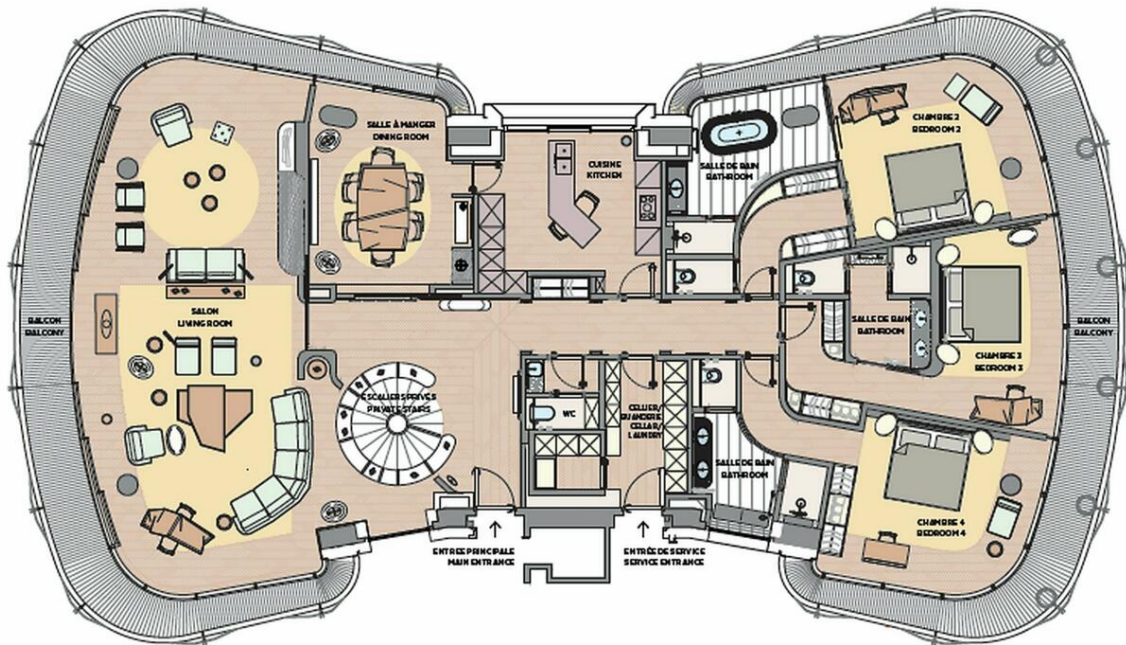 SALLE À MANGER
DINING ROOM
CUISINE
KITCHEN
SALLE DE BAIN
BATHROOM
CHAMBRE 2
BEDROOM 2
SALON
LIVING ROOM
BALCON
BALCONY
SALLE DE BAIN
BATHROOM
CHAMBRE 3
BEDROOM 3
BALCON
BALCONY
ESCALIERS PRIVÉS
PRIVATE STAIRS
WC
CELLIER/
BUANDERIE
CELLAR/
LAUNDRY
SALLE DE BAIN
BATHROOM
CHAMBRE 4
BEDROOM 4
ENTREE PRINCIPALE
MAIN ENTRANCE
ENTRÉE DE SERVICE
SERVICE ENTRANCE